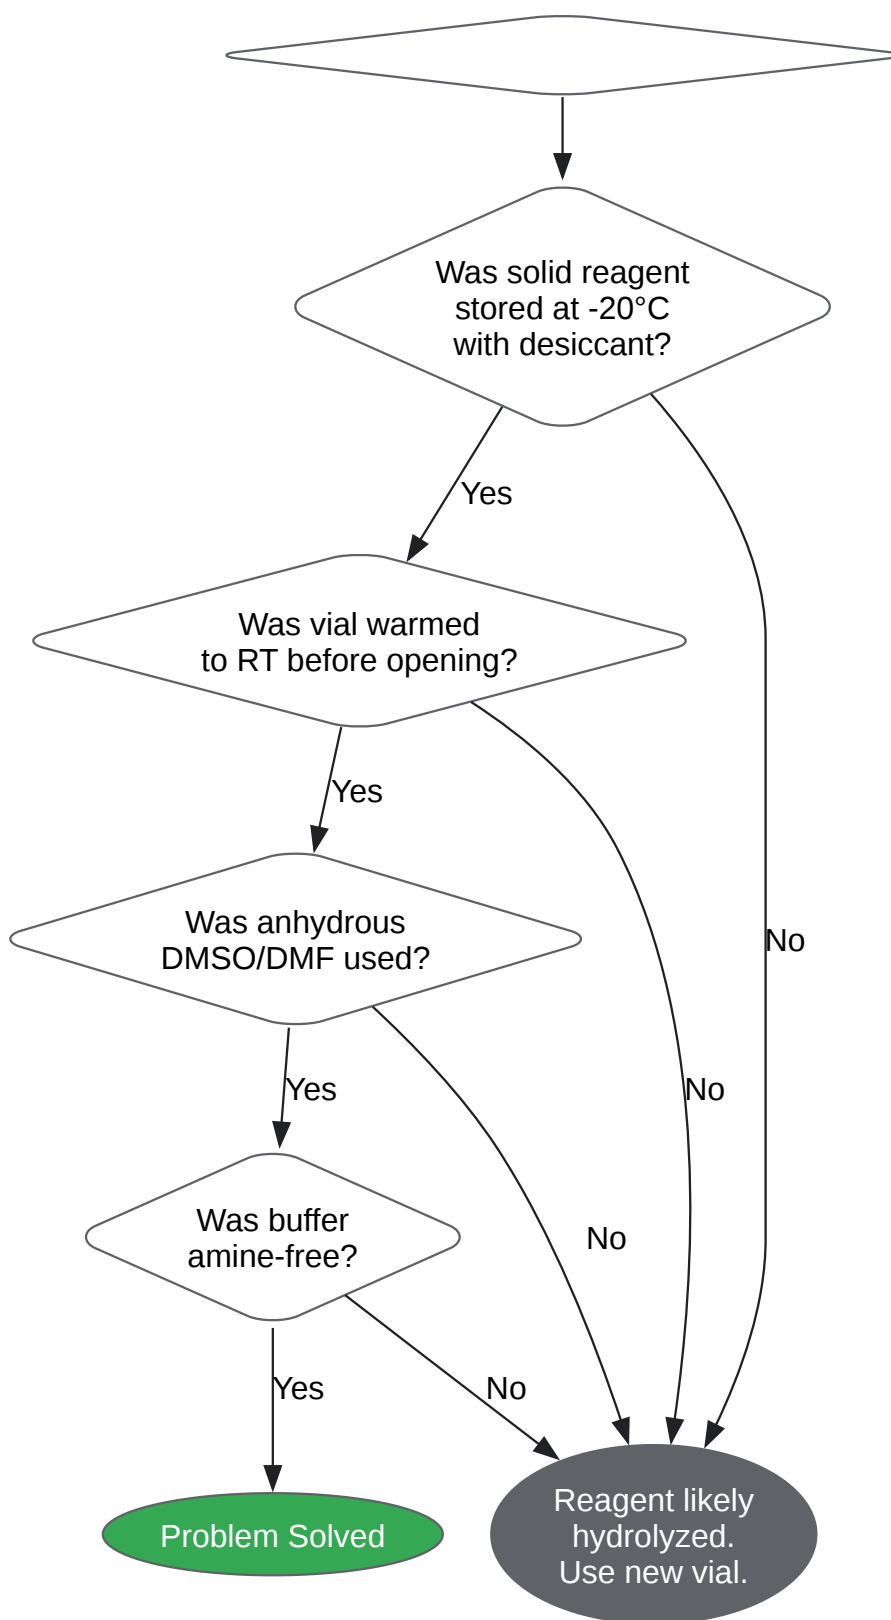 Was solid reagent
stored at -20°C
with desiccant?
Yes
Was vial warmed
to RT before opening?
Yes
Was anhydrous
DMSO/DMF used?
No
Yes
No
Was buffer
amine-free?
No
Yes
No
Problem Solved
Reagent likely
hydrolyzed.
Use new vial.